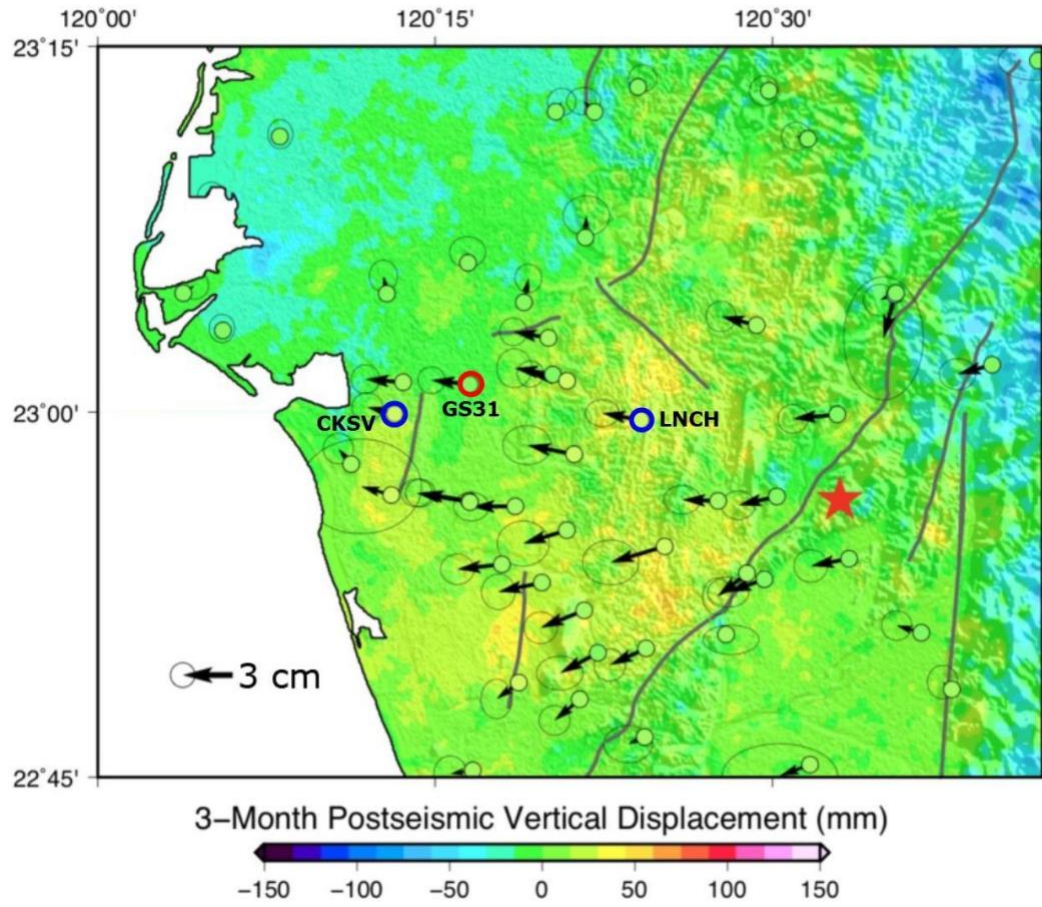 120°00' 120°15' 120°30'
23°15'
23°00'
22°45'
CKSV
GS31
LNCH
3 cm
3-Month Postseismic Vertical Displacement (mm)
−150 −100 −50 0 50 100 150